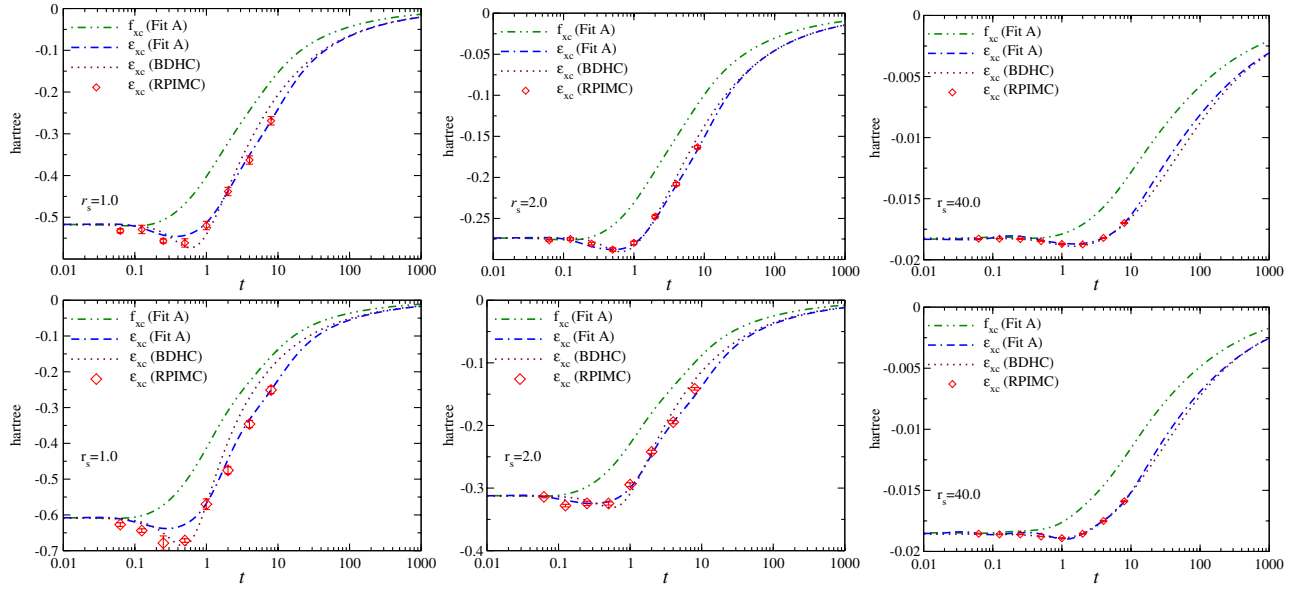 0
-0.1
-0.2
-0.3
-0.4
-0.5
hartree
f_xc (Fit A)
ε_xc (Fit A)
ε_xc (BDHC)
ε_xc (RPIMC)
r_s=1.0
0.01 0.1 1 10 100 1000
t
0
-0.05
-0.1
-0.15
-0.2
-0.25
hartree
f_xc (Fit A)
ε_xc (Fit A)
ε_xc (BDHC)
ε_xc (RPIMC)
r_s=2.0
0.01 0.1 1 10 100 1000
t
0
-0.005
-0.01
-0.015
-0.02
hartree
f_xc (Fit A)
ε_xc (Fit A)
ε_xc (BDHC)
ε_xc (RPIMC)
r_s=40.0
0.01 0.1 1 10 100 1000
t
0
-0.1
-0.2
-0.3
-0.4
-0.5
-0.6
-0.7
hartree
f_xc (Fit A)
ε_xc (Fit A)
ε_xc (BDHC)
ε_xc (RPIMC)
r_s=1.0
0.01 0.1 1 10 100 1000
t
0
-0.1
-0.2
-0.3
-0.4
hartree
f_xc (Fit A)
ε_xc (Fit A)
ε_xc (BDHC)
ε_xc (RPIMC)
r_s=2.0
0.01 0.1 1 10 100 1000
t
0
-0.005
-0.01
-0.015
-0.02
hartree
f_xc (Fit A)
ε_xc (Fit A)
ε_xc (BDHC)
ε_xc (RPIMC)
r_s=40.0
0.01 0.1 1 10 100 1000
t